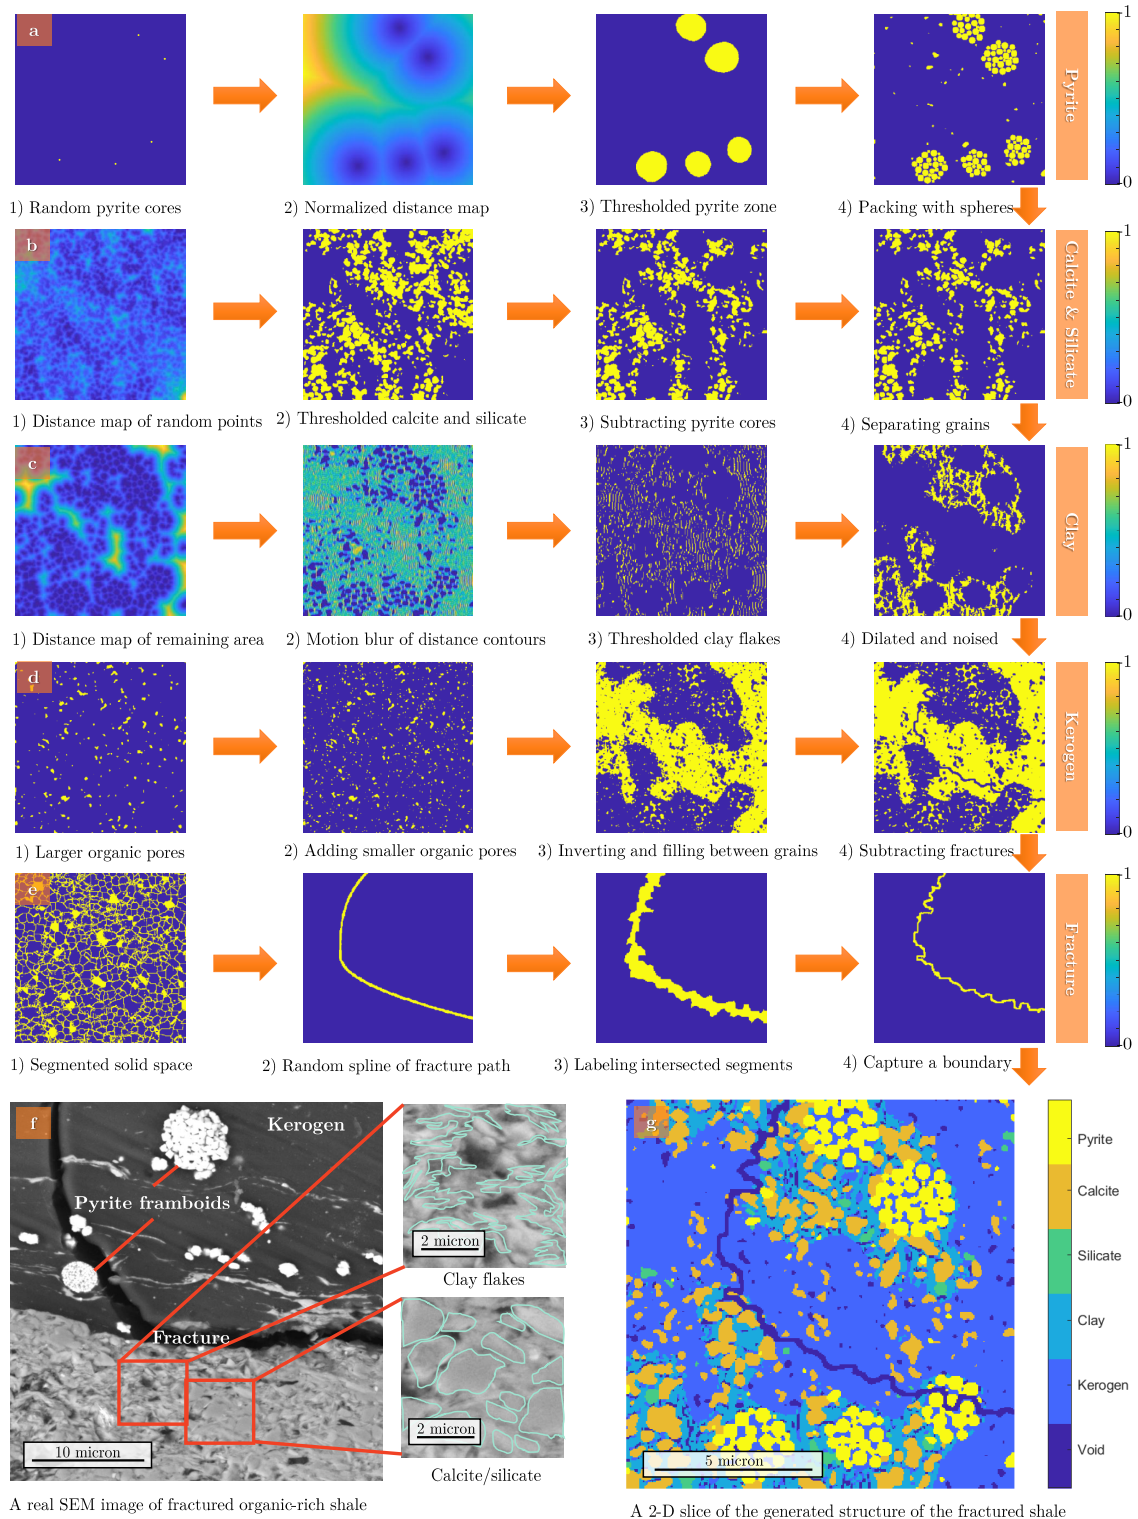 a
1) Random pyrite cores
2) Normalized distance map
3) Thresholded pyrite zone
4) Packing with spheres
Pyrite
1
0
b
1) Distance map of random points
2) Thresholded calcite and silicate
3) Subtracting pyrite cores
4) Separating grains
Calcite & Silicate
1
0
c
1) Distance map of remaining area
2) Motion blur of distance contours
3) Thresholded clay flakes
4) Dilated and noised
Clay
1
0
d
1) Larger organic pores
2) Adding smaller organic pores
3) Inverting and filling between grains
4) Subtracting fractures
Kerogen
1
0
e
1) Segmented solid space
2) Random spline of fracture path
3) Labeling intersected segments
4) Capture a boundary
Fracture
1
0
f
Kerogen
Pyrite framboids
Fracture
10 micron
A real SEM image of fractured organic-rich shale
2 micron
Clay flakes
2 micron
Calcite/silicate
g
5 micron
Pyrite
Calcite
Silicate
Clay
Kerogen
Void
A 2-D slice of the generated structure of the fractured shale